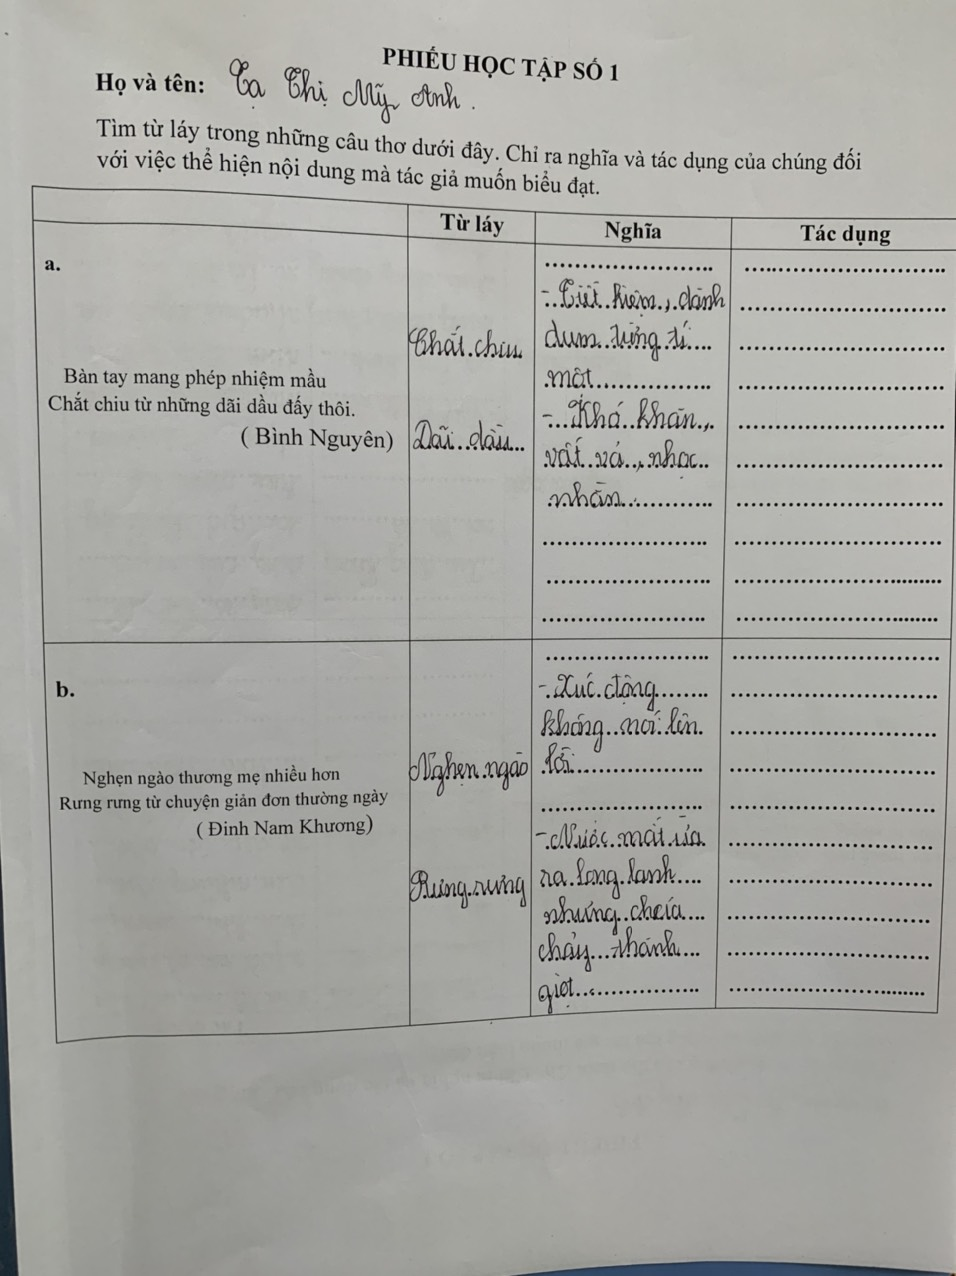 PHIẾU HỌC TẬP SỐ 1
Họ và tên: Tạ Thị Mỹ Anh.
Tìm từ láy trong những câu thơ dưới đây. Chỉ ra nghĩa và tác dụng của chúng đối
với việc thể hiện nội dung mà tác giả muốn biểu đạt.
Từ láy
Nghĩa
Tác dụng
a.
Bàn tay mang phép nhiệm mầu
Chắt chiu từ những dãi dầu đấy thôi.
( Bình Nguyên)
Chắt chiu
Dãi dầu
- Tiết kiệm, dành
dụm từng tí
một
- Khó khăn,
vất vả, nhọc
nhằn.
b.
Nghẹn ngào thương mẹ nhiều hơn
Rưng rưng từ chuyện giản đơn thường ngày
( Đinh Nam Khương)
Nghẹn ngào
Rưng rưng
- Xúc động
không nói lên
lời
- Nước mắt ứa
ra long lanh
nhưng chưa
chảy thành
giọt.